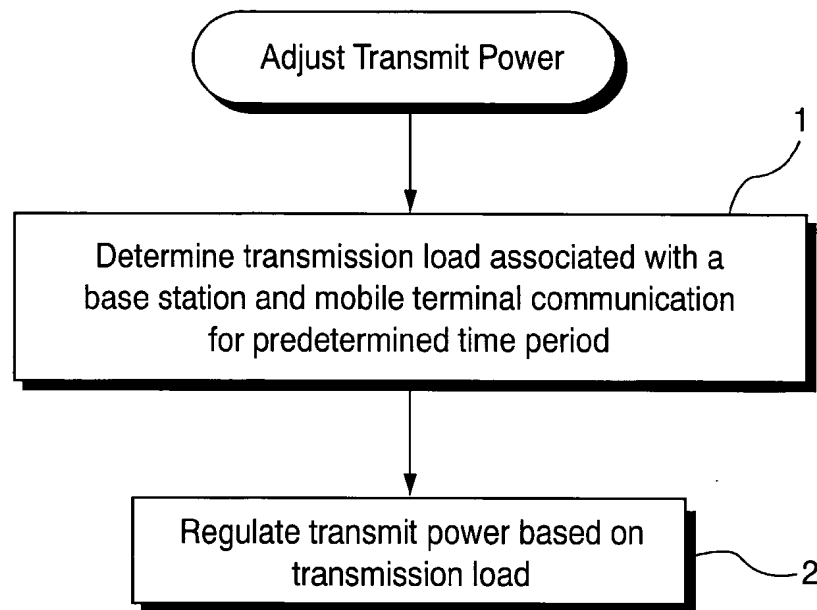 Adjust Transmit Power
1
Determine transmission load associated with a
base station and mobile terminal communication
for predetermined time period
Regulate transmit power based on
transmission load
2